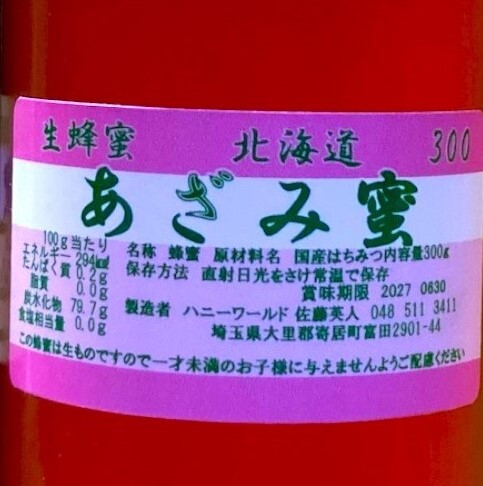 生蜂蜜 北海道 300
あざみ蜜
100g当たり
エネルギー 294kcal
たんぱく質 0.2g
脂質 0.0g
炭水化物 79.7g
食塩相当量 0.0g
名称 蜂蜜 原材料名 国産はちみつ内容量300g
保存方法 直射日光をさけ常温で保存
賞味期限 2027 0630
製造者 ハニーワールド 佐藤英人 048 511 3411
埼玉県大里郡寄居町富田2901-44
この蜂蜜は生ものですので一才未満のお子様に与えませんようご配慮ください